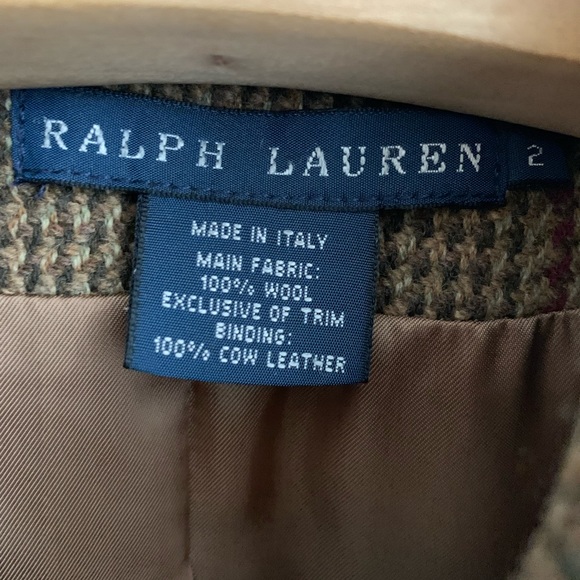 RALPH LAUREN 2
MADE IN ITALY
MAIN FABRIC:
100% WOOL
EXCLUSIVE OF TRIM
BINDING:
100% COW LEATHER